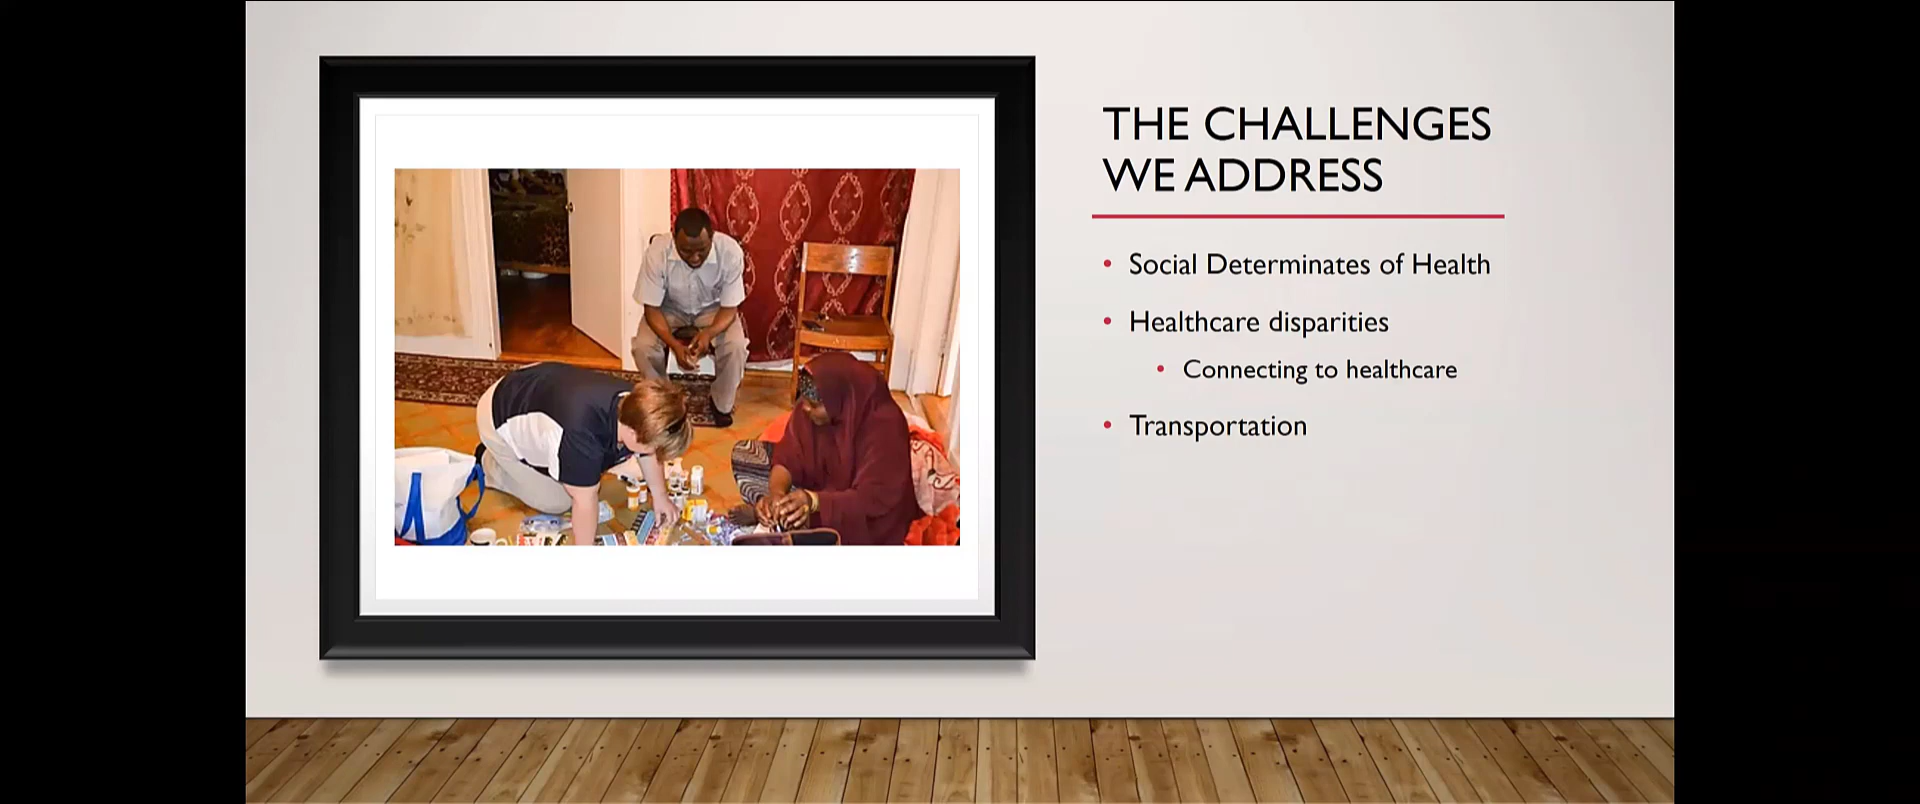 THE CHALLENGES
WE ADDRESS
• Social Determinates of Health
• Healthcare disparities
• Connecting to healthcare
• Transportation